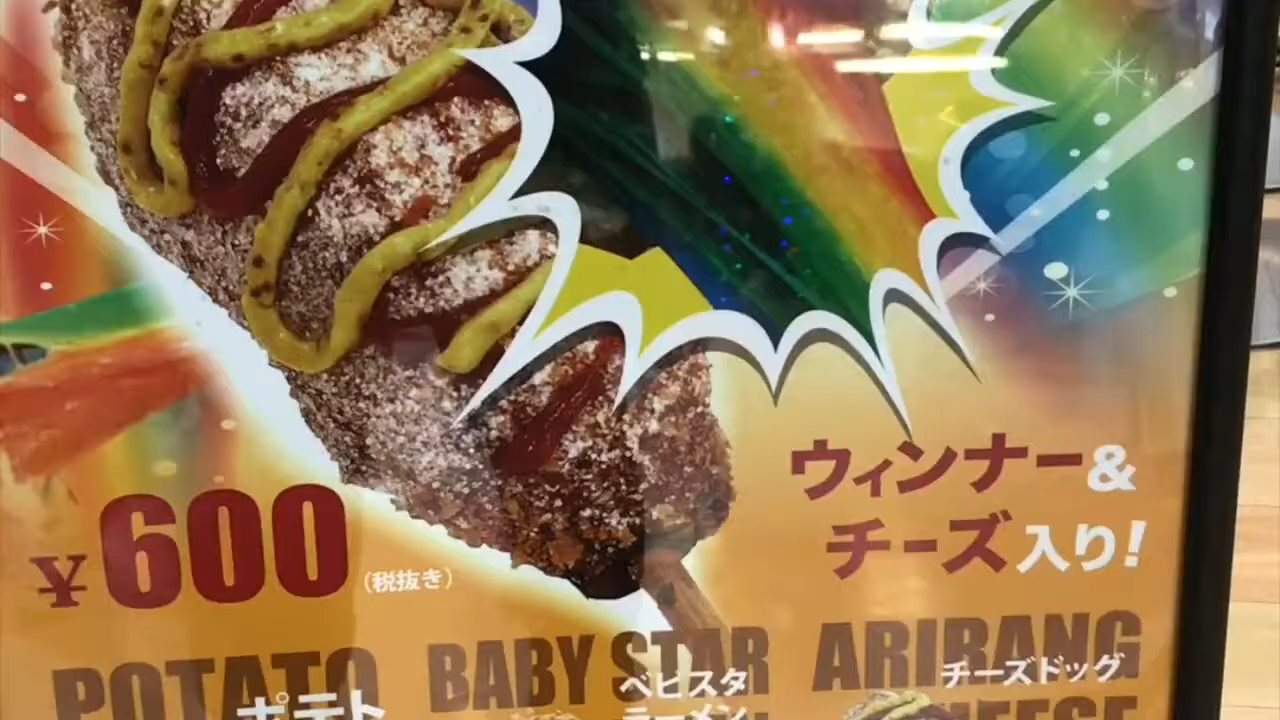 ウィンナー&
チーズ入り!
¥600(税抜き)
POTATO
ポテト
BABY STAR
ベビスタ
ラーメン
ARIRANG
チーズドッグ
CHEESE